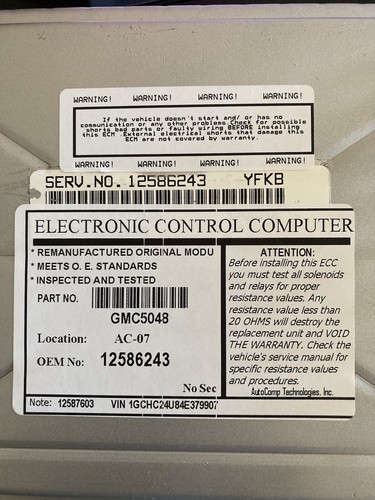 WARNING! WARNING! WARNING! WARNING!
If the vehicle doesn't start and/ or has no
communication or any other problems.Check for possible
shorts bad parts or faulty wiring BEFORE installing
this ECM .External electrical shorts that damage this
ECM are not covered by warranty.
WARNING! WARNING! WARNING! WARNING!
SERV.NO.12586243 YFKB
ELECTRONIC CONTROL COMPUTER
* REMANUFACTURED ORIGINAL MODU
* MEETS O. E. STANDARDS
* INSPECTED AND TESTED
PART NO.
GMC5048
Location: AC-07
OEM No: 12586243
No Sec
ATTENTION:
Before installing this ECC
you must test all solenoids
and relays for proper
resistance values. Any
resistance value less than
20 OHMS will destroy the
replacement unit and VOID
THE WARRANTY. Check the
vehicle's service manual for
specific resistance values
and procedures.
AutoComp Technologies, Inc.
Note: 12587603 VIN 1GCHC24U84E379907